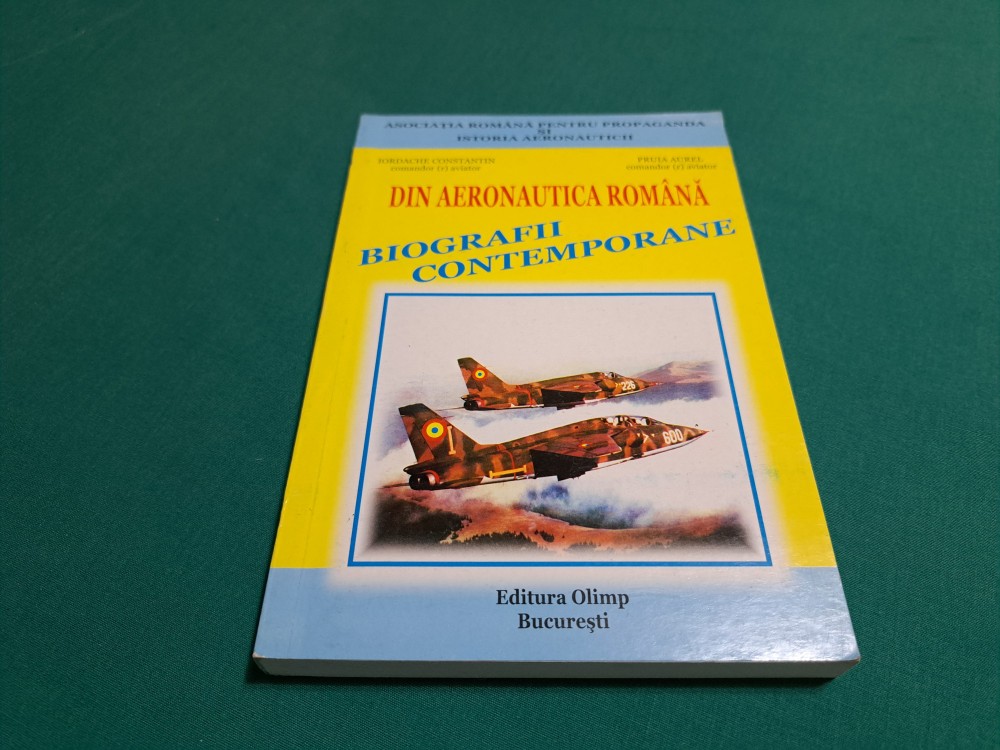 ASOCIAȚIA ROMÂNĂ PENTRU PROPAGANDA
ȘI
ISTORIA AERONAUTICII
IORDACHE CONSTANTIN
comandor (r) aviator
PRUIA AUREL
comandor (r) aviator
DIN AERONAUTICA ROMÂNĂ
BIOGRAFII
CONTEMPORANE
226
600
Editura Olimp
București